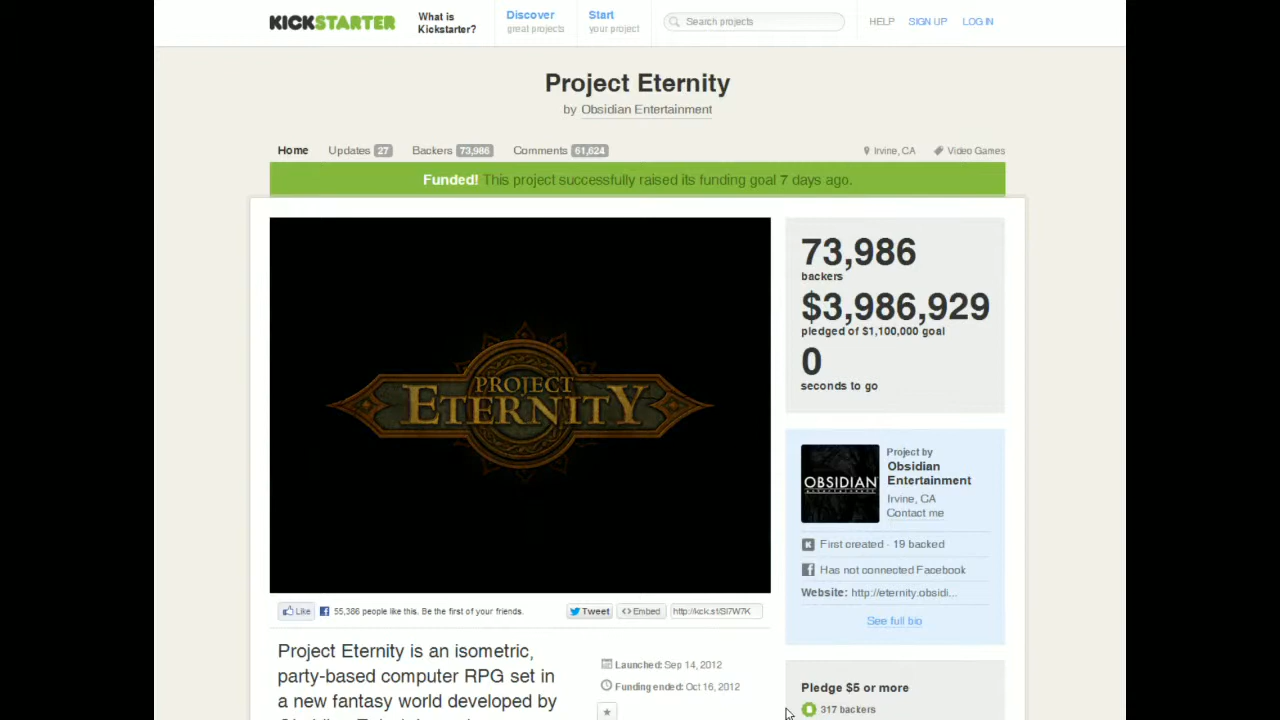 KICKSTARTER
What is
Kickstarter?
Discover
great projects
Start
your project
Search projects
HELP
SIGN UP
LOG IN
Project Eternity
by Obsidian Entertainment
Home
Updates 27
Backers 73,986
Comments 61,624
Irvine, CA
Video Games
Funded! This project successfully raised its funding goal 7 days ago.
PROJECT
ETERNITY
73,986
backers
$3,986,929
pledged of $1,100,000 goal
0
seconds to go
OBSIDIAN
Project by
Obsidian
Entertainment
Irvine, CA
Contact me
First created · 19 backed
Has not connected Facebook
Website: http://eternity.obsidi...
See full bio
Like
55,386 people like this. Be the first of your friends.
Tweet
Embed
http://kck.st/SI7W7K
Project Eternity is an isometric,
party-based computer RPG set in
a new fantasy world developed by
Launched: Sep 14, 2012
Funding ended: Oct 16, 2012
Pledge $5 or more
317 backers